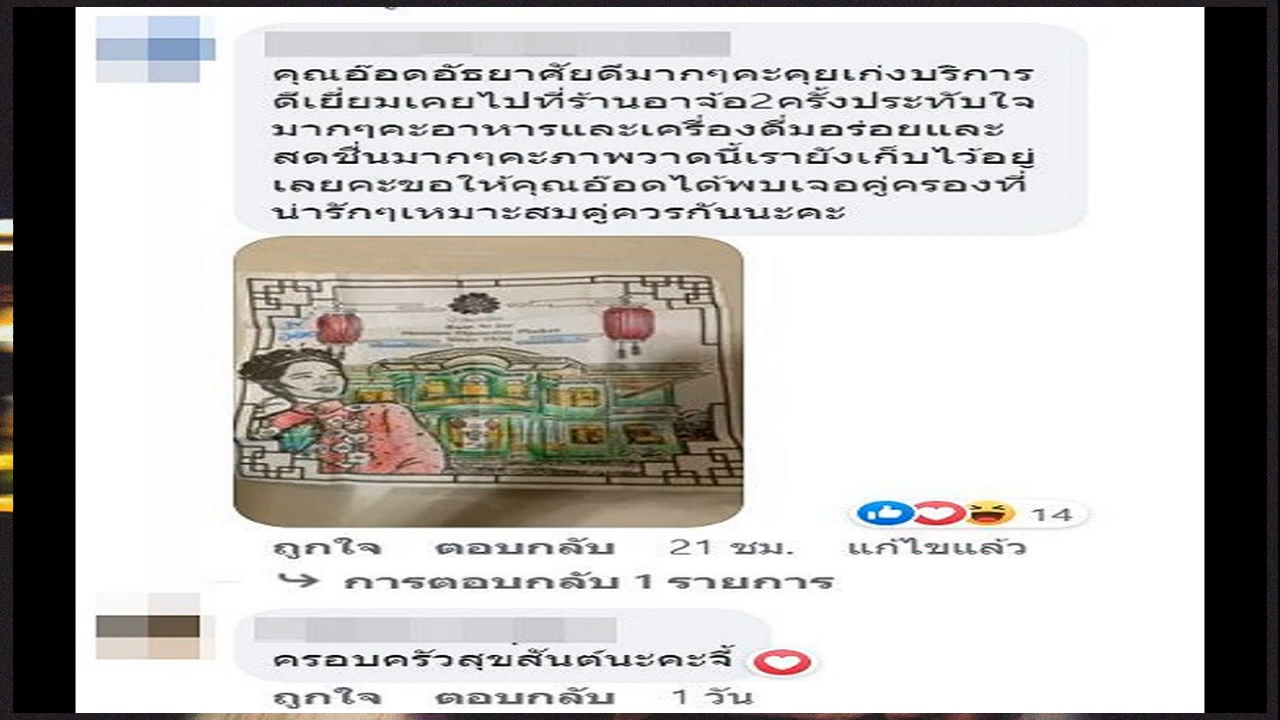 คุณอ๊อดอัธยาศัยดีมากๆคะคุยเก่งบริการ
ดีเยี่ยมเคยไปที่ร้านอาจ้อ2ครั้งประทับใจ
มากๆคะอาหารและเครื่องดื่มอร่อยและ
สดชื่นมากๆคะภาพวาดนี้เรายังเก็บไว้อยู่
เลยคะขอให้คุณอ๊อดได้พบเจอคู่ครองที่
น่ารักๆเหมาะสมคู่ควรกันนะคะ
14
ถูกใจ ตอบกลับ 21 ชม. แก้ไขแล้ว
การตอบกลับ 1 รายการ
ครอบครัวสุขสันต์นะคะจี้
ถูกใจ ตอบกลับ 1 วัน